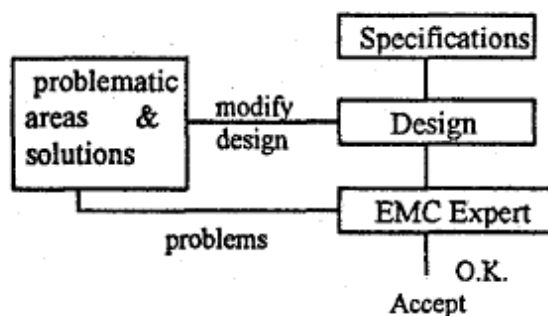 Specifications
problematic
areas &
solutions
modify
design
Design
EMC Expert
problems
O.K.
Accept